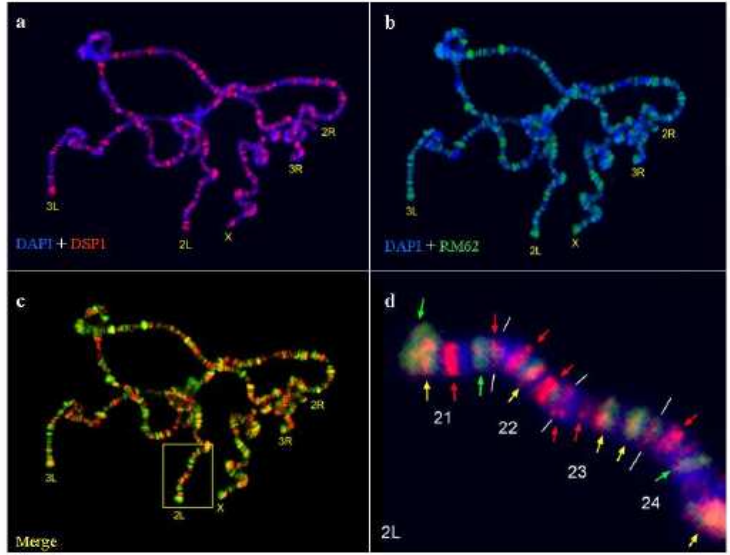 a
2R
3R
3L
2L
X
DAPI + DSP1
b
2R
3R
3L
2L
X
DAPI + RM62
c
2R
3R
3L
2L
X
Merge
d
21
22
23
24
2L